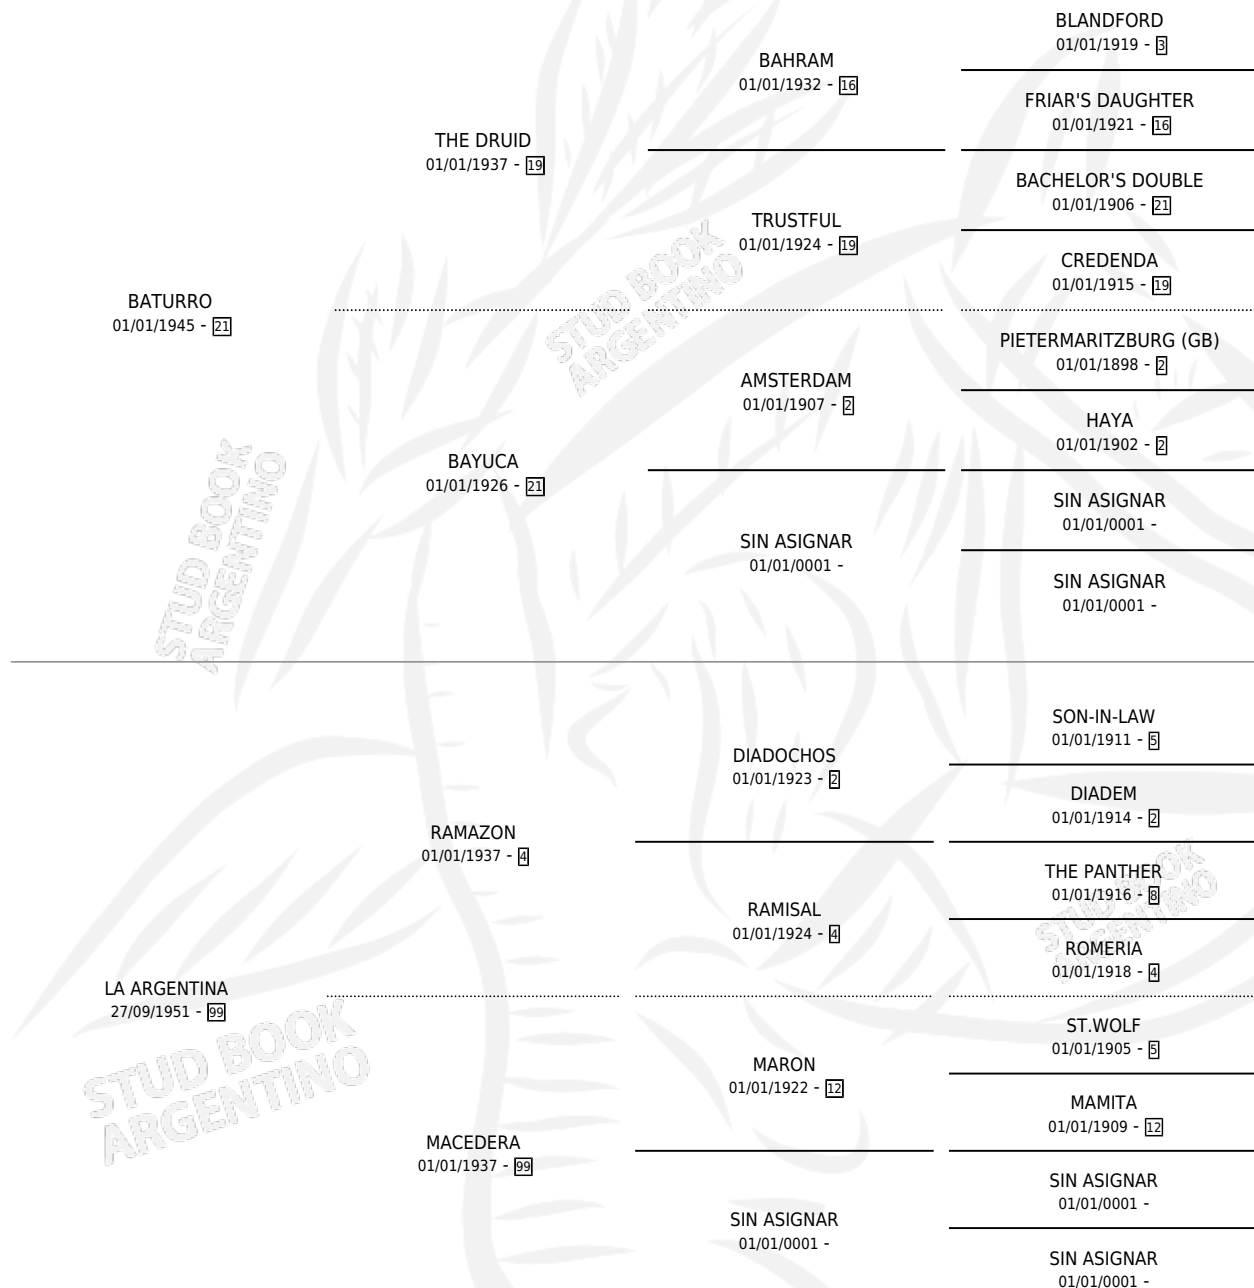 BLANDFORD
01/01/1919 - 3
BAHRAM
01/01/1932 - 16
FRIAR'S DAUGHTER
01/01/1921 - 16
THE DRUID
01/01/1937 - 19
BACHELOR'S DOUBLE
01/01/1906 - 21
TRUSTFUL
01/01/1924 - 19
CREDENDA
01/01/1915 - 19
BATURRO
01/01/1945 - 21
PIETERMARITZBURG (GB)
01/01/1898 - 2
AMSTERDAM
01/01/1907 - 2
HAYA
01/01/1902 - 2
BAYUCA
01/01/1926 - 21
SIN ASIGNAR
01/01/0001 -
SIN ASIGNAR
01/01/0001 -
SIN ASIGNAR
01/01/0001 -
SON-IN-LAW
01/01/1911 - 5
DIADOCHOS
01/01/1923 - 2
DIADEM
01/01/1914 - 2
RAMAZON
01/01/1937 - 4
THE PANTHER
01/01/1916 - 8
RAMISAL
01/01/1924 - 4
ROMERIA
01/01/1918 - 4
LA ARGENTINA
27/09/1951 - 99
ST.WOLF
01/01/1905 - 5
MARON
01/01/1922 - 12
MAMITA
01/01/1909 - 12
MACEDERA
01/01/1937 - 99
SIN ASIGNAR
01/01/0001 -
SIN ASIGNAR
01/01/0001 -
SIN ASIGNAR
01/01/0001 -
STUD BOOK
ARGENTINO
STUD BOOK
ARGENTINO
STUD BOOK
ARGENTINO
STUD BOOK
ARGENTINO